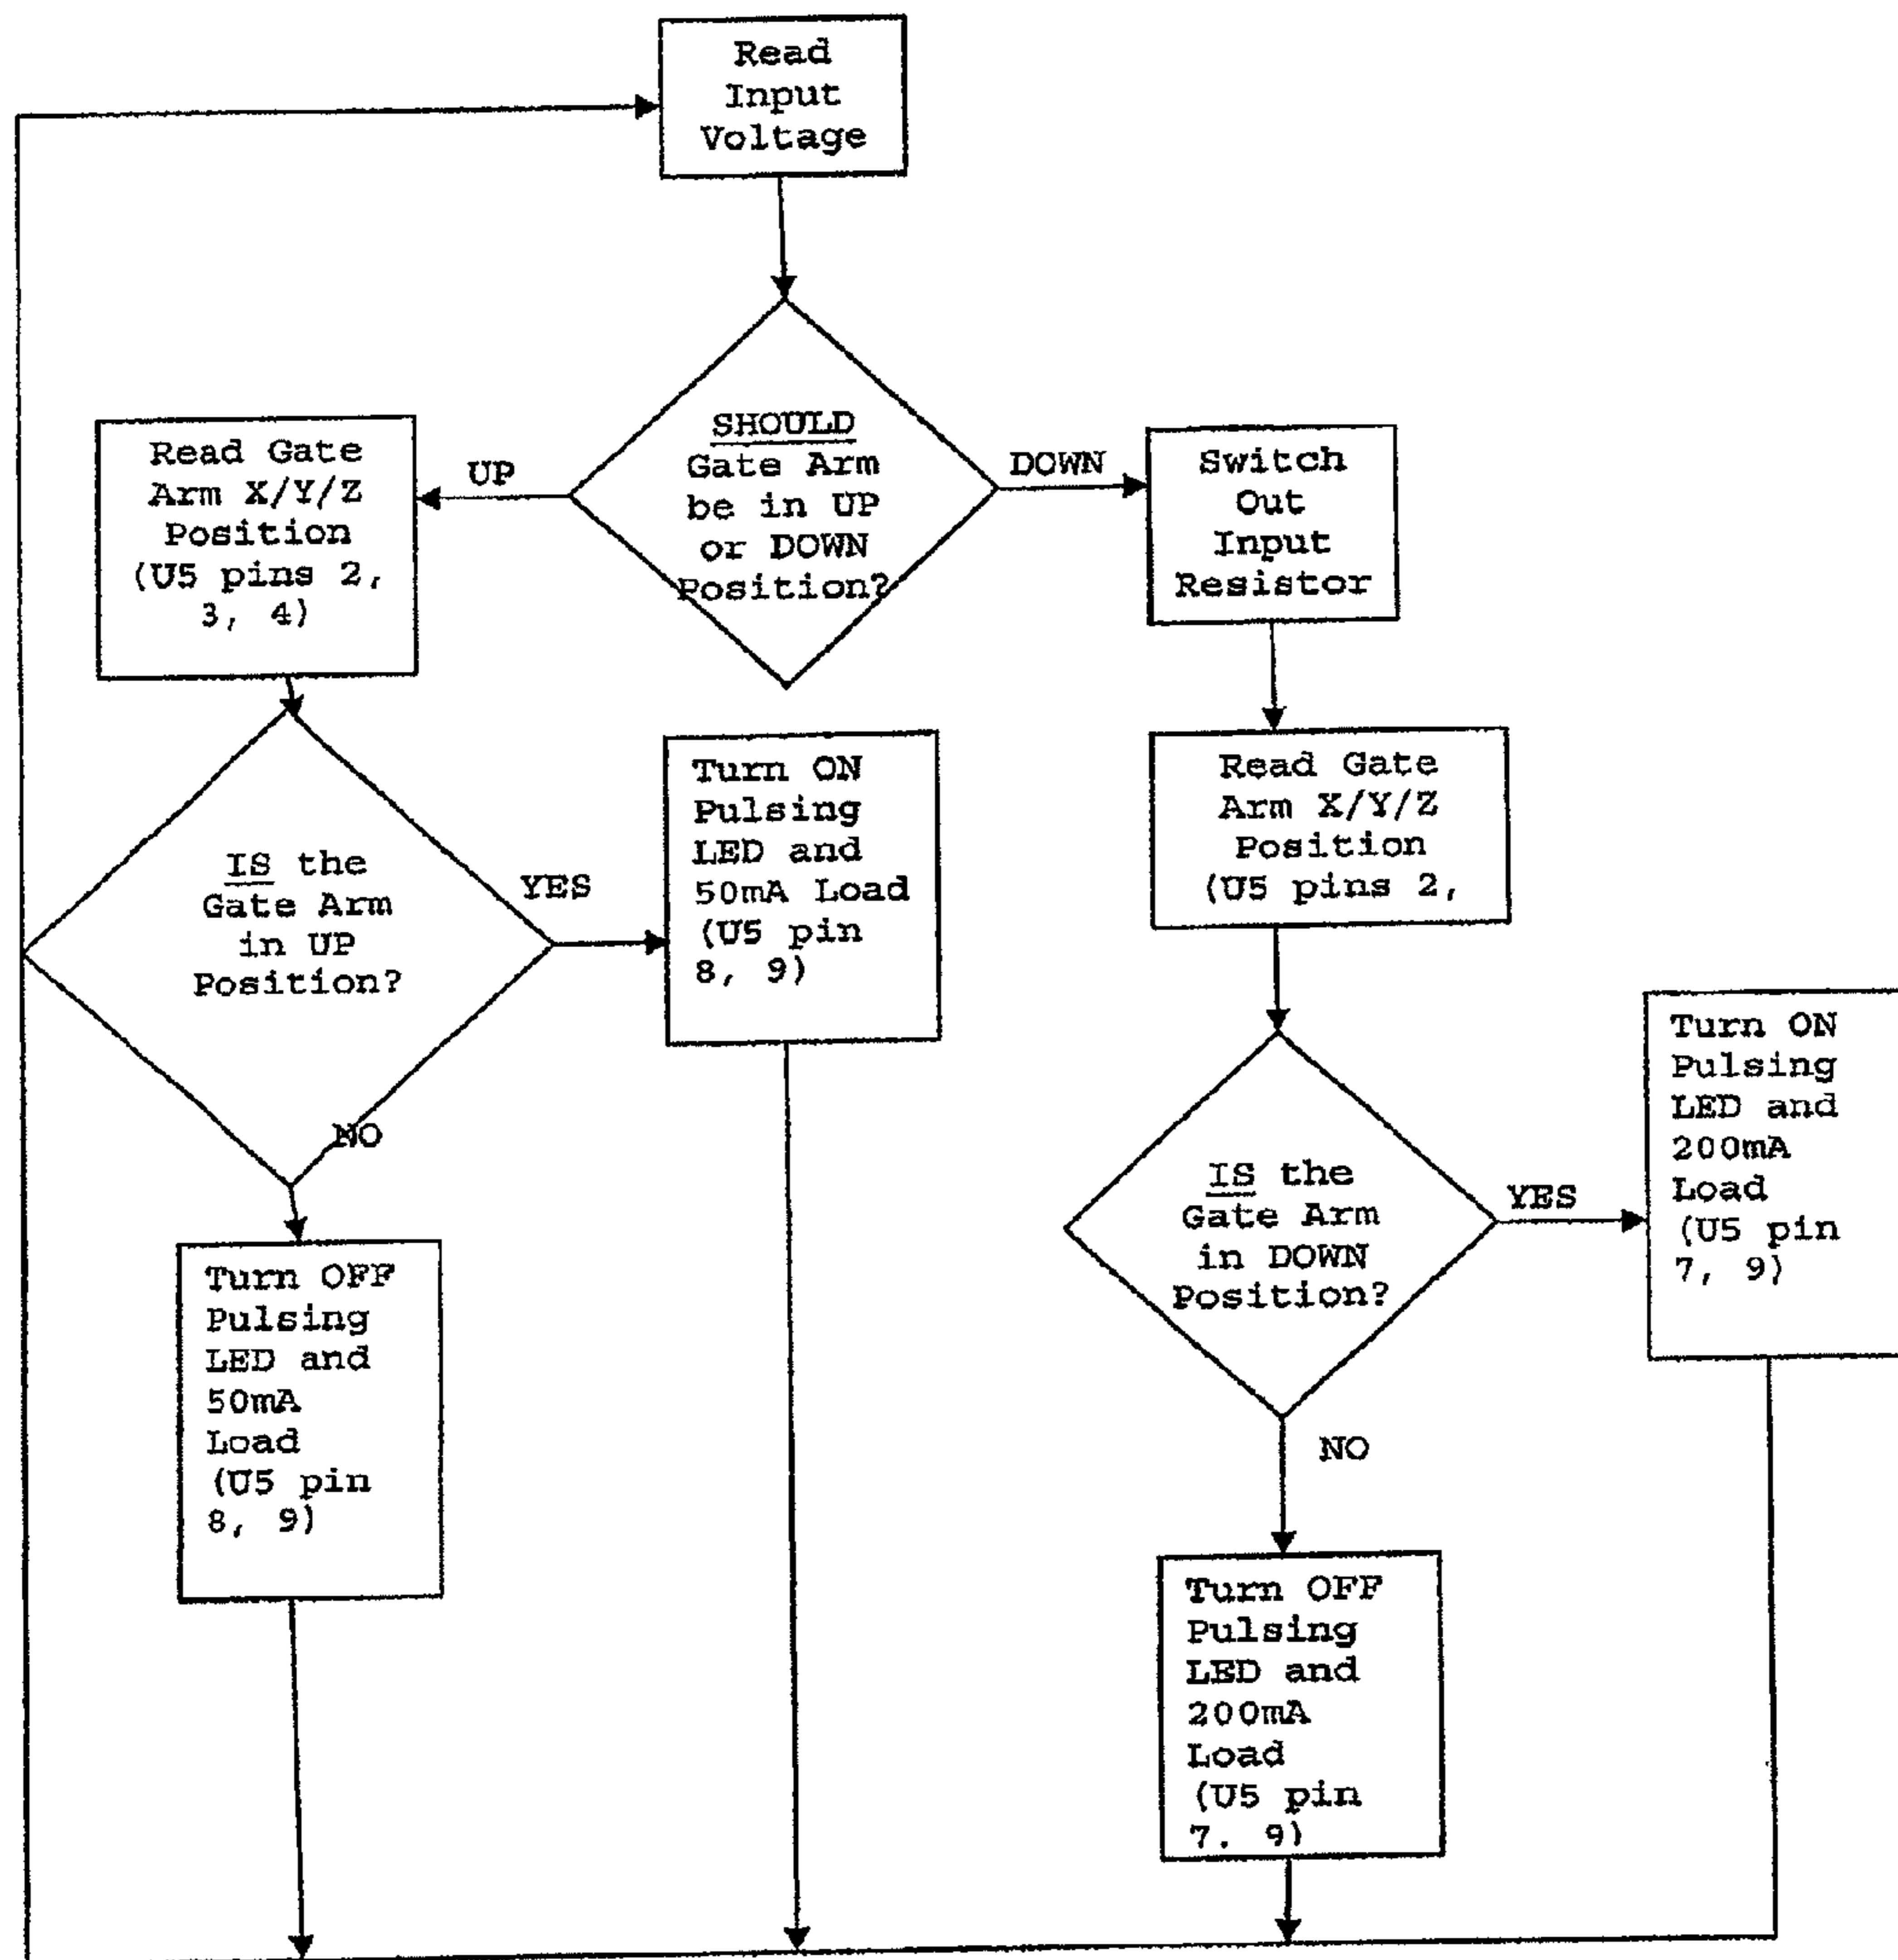 Read
Input
Voltage
SHOULD
Gate Arm
be in UP
or DOWN
Position?
UP
DOWN
Read Gate
Arm X/Y/Z
Position
(U5 pins 2,
3, 4)
Switch
Out
Input
Resistor
IS the
Gate Arm
in UP
Position?
YES
NO
Turn ON
Pulsing
LED and
50mA Load
(U5 pin
8, 9)
Read Gate
Arm X/Y/Z
Position
(U5 pins 2,
IS the
Gate Arm
in DOWN
Position?
YES
NO
Turn ON
Pulsing
LED and
200mA
Load
(U5 pin
7, 9)
Turn OFF
Pulsing
LED and
50mA
Load
(U5 pin
8, 9)
Turn OFF
Pulsing
LED and
200mA
Load
(U5 pin
7. 9)